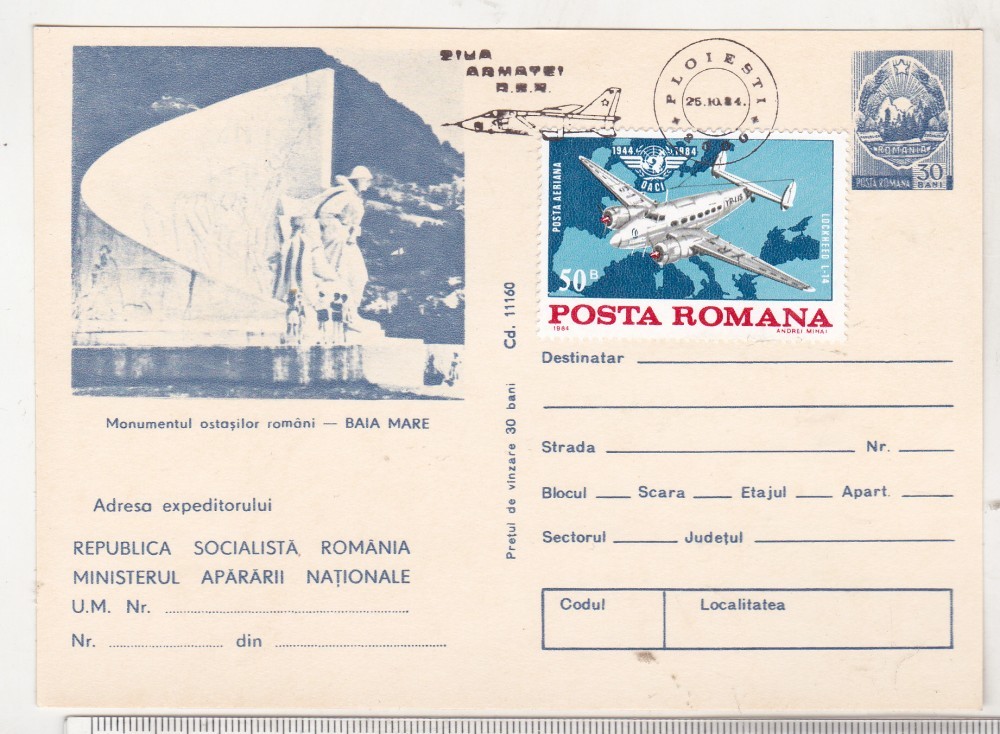 ZIUA
ARMATEI
R.S.R.
PLOIESTI
25.10.84.
ROMANIA
POSTA ROMANA 30 BANI
1944 1984
OACI
POSTA AERIANA
LOCKHEED L-14
50 B
POSTA ROMANA
1984 ANDREI MIHAI
Monumentul ostașilor români — BAIA MARE
Adresa expeditorului
REPUBLICA SOCIALISTĂ ROMÂNIA
MINISTERUL APĂRĂRII NAȚIONALE
U.M. Nr.
Nr. din
Prețul de vînzare 30 bani Cd. 11160
Destinatar
Strada Nr.
Blocul Scara Etajul Apart.
Sectorul Județul
Codul Localitatea